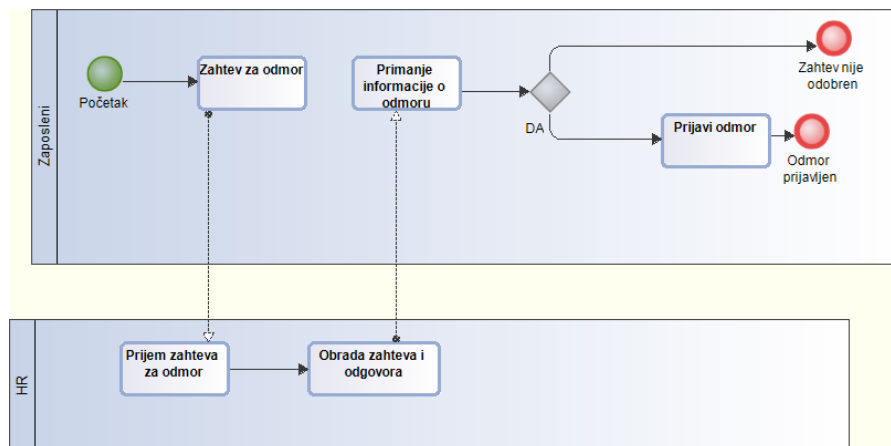 Zaposleni
Početak
Zahtev za odmor
Primanje
informacije o
odmoru
DA
Zahtev nije
odobren
Prijavi odmor
Odmor
prijavljen
HR
Prijem zahteva
za odmor
Obrada zahteva i
odgovora